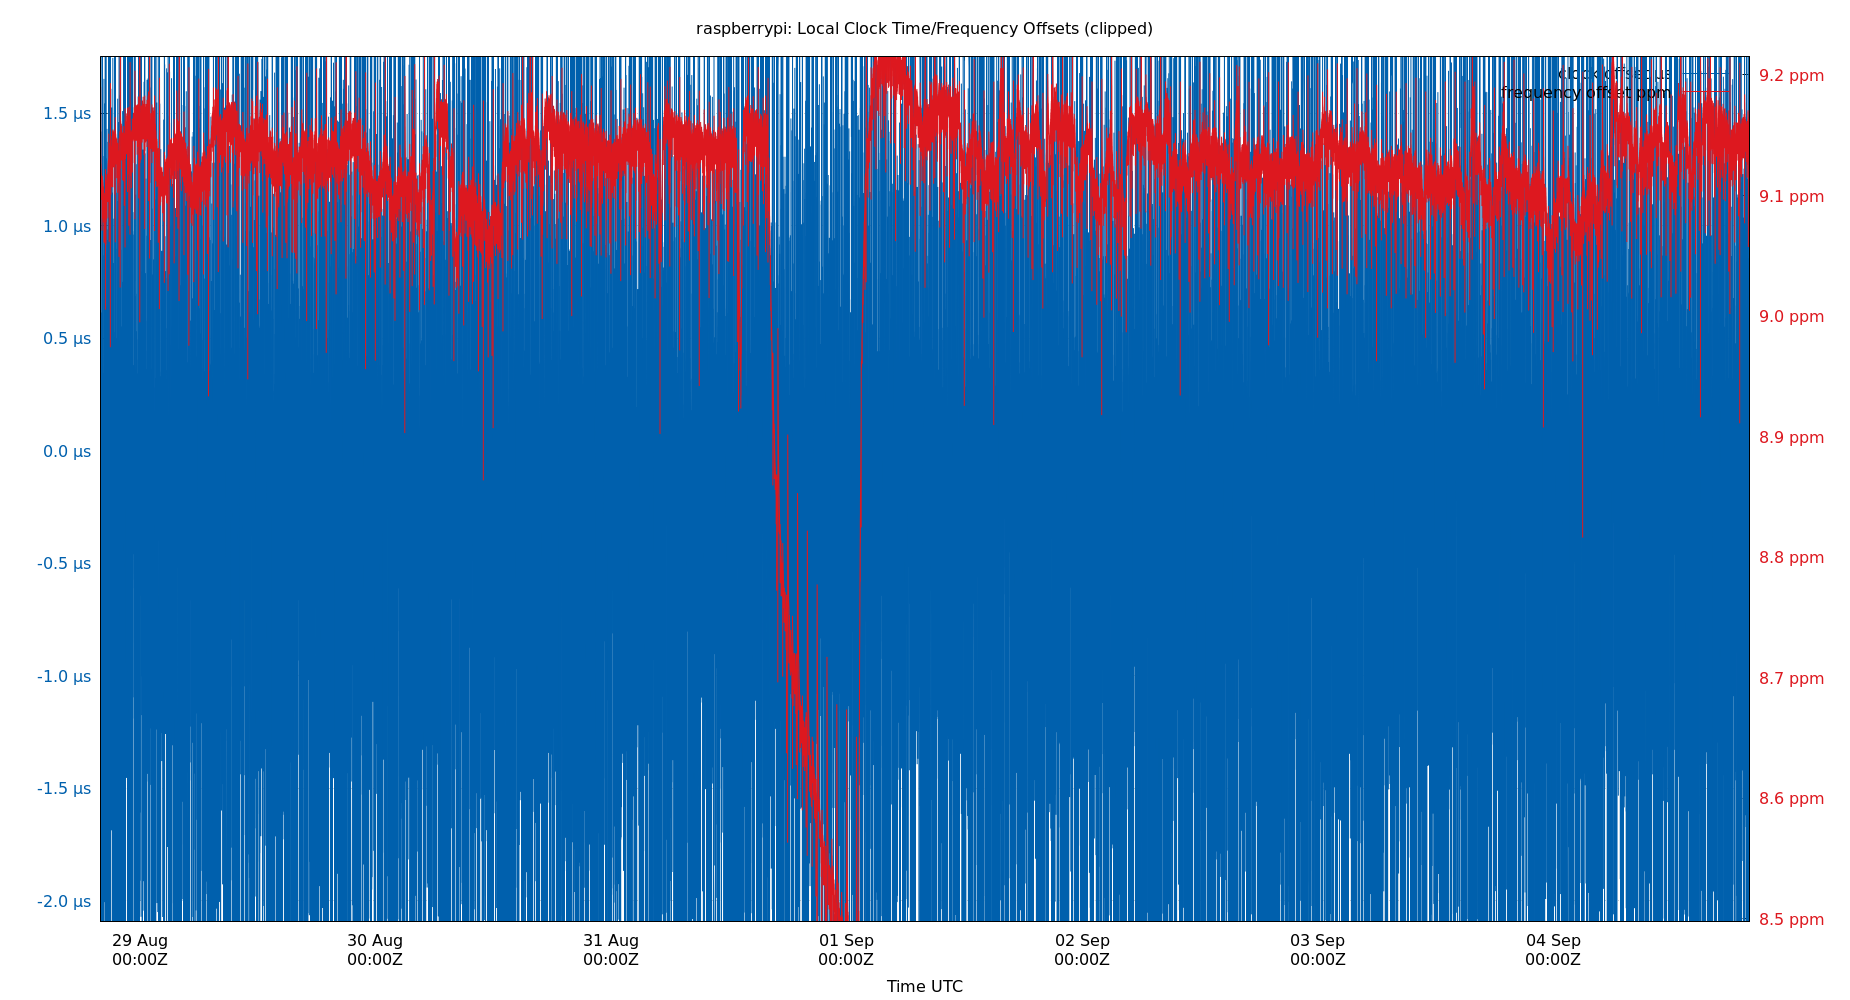 raspberrypi: Local Clock Time/Frequency Offsets (clipped)
clock offset µs
frequency offset ppm
1.5 µs
1.0 µs
0.5 µs
0.0 µs
-0.5 µs
-1.0 µs
-1.5 µs
-2.0 µs
9.2 ppm
9.1 ppm
9.0 ppm
8.9 ppm
8.8 ppm
8.7 ppm
8.6 ppm
8.5 ppm
29 Aug 30 Aug 31 Aug 01 Sep 02 Sep 03 Sep 04 Sep
00:00Z 00:00Z 00:00Z 00:00Z 00:00Z 00:00Z 00:00Z
Time UTC